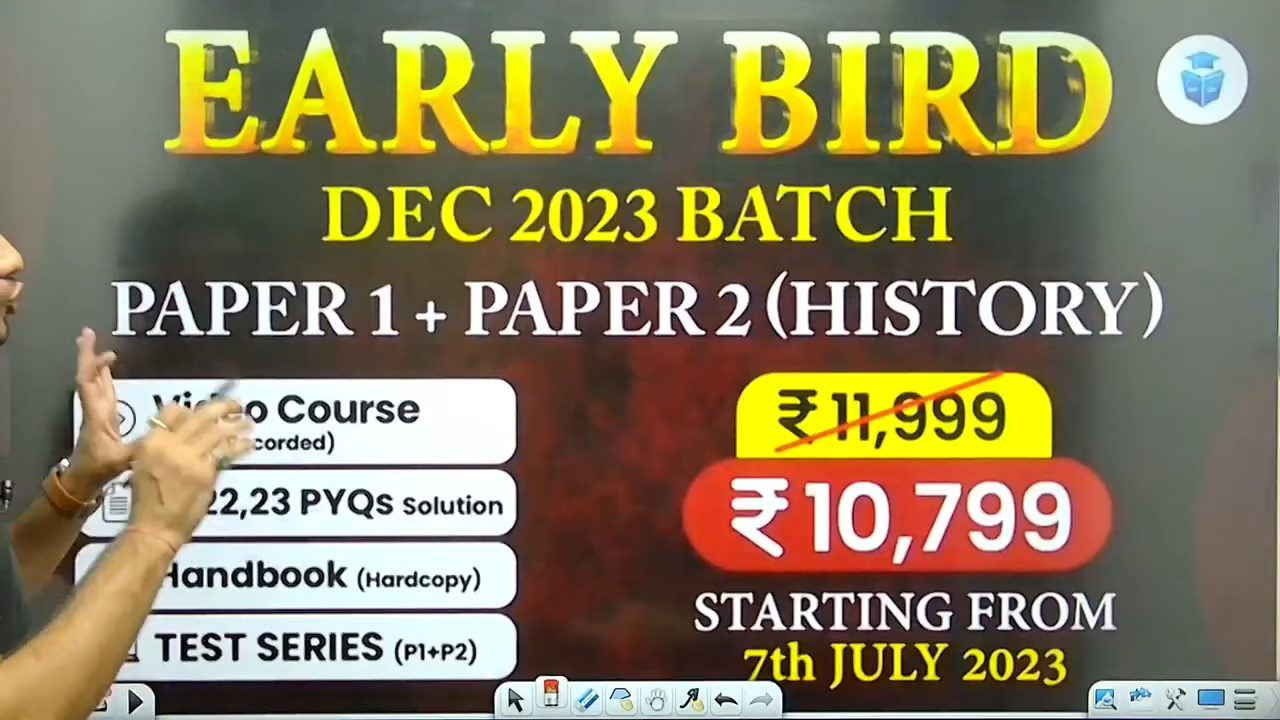 EARLY BIRD
DEC 2023 BATCH
PAPER 1 + PAPER 2 (HISTORY)
Video Course
22,23 PYQs Solution
Handbook (Hardcopy)
TEST SERIES (P1+P2)
₹ 11,999
₹ 10,799
STARTING FROM
7th JULY 2023